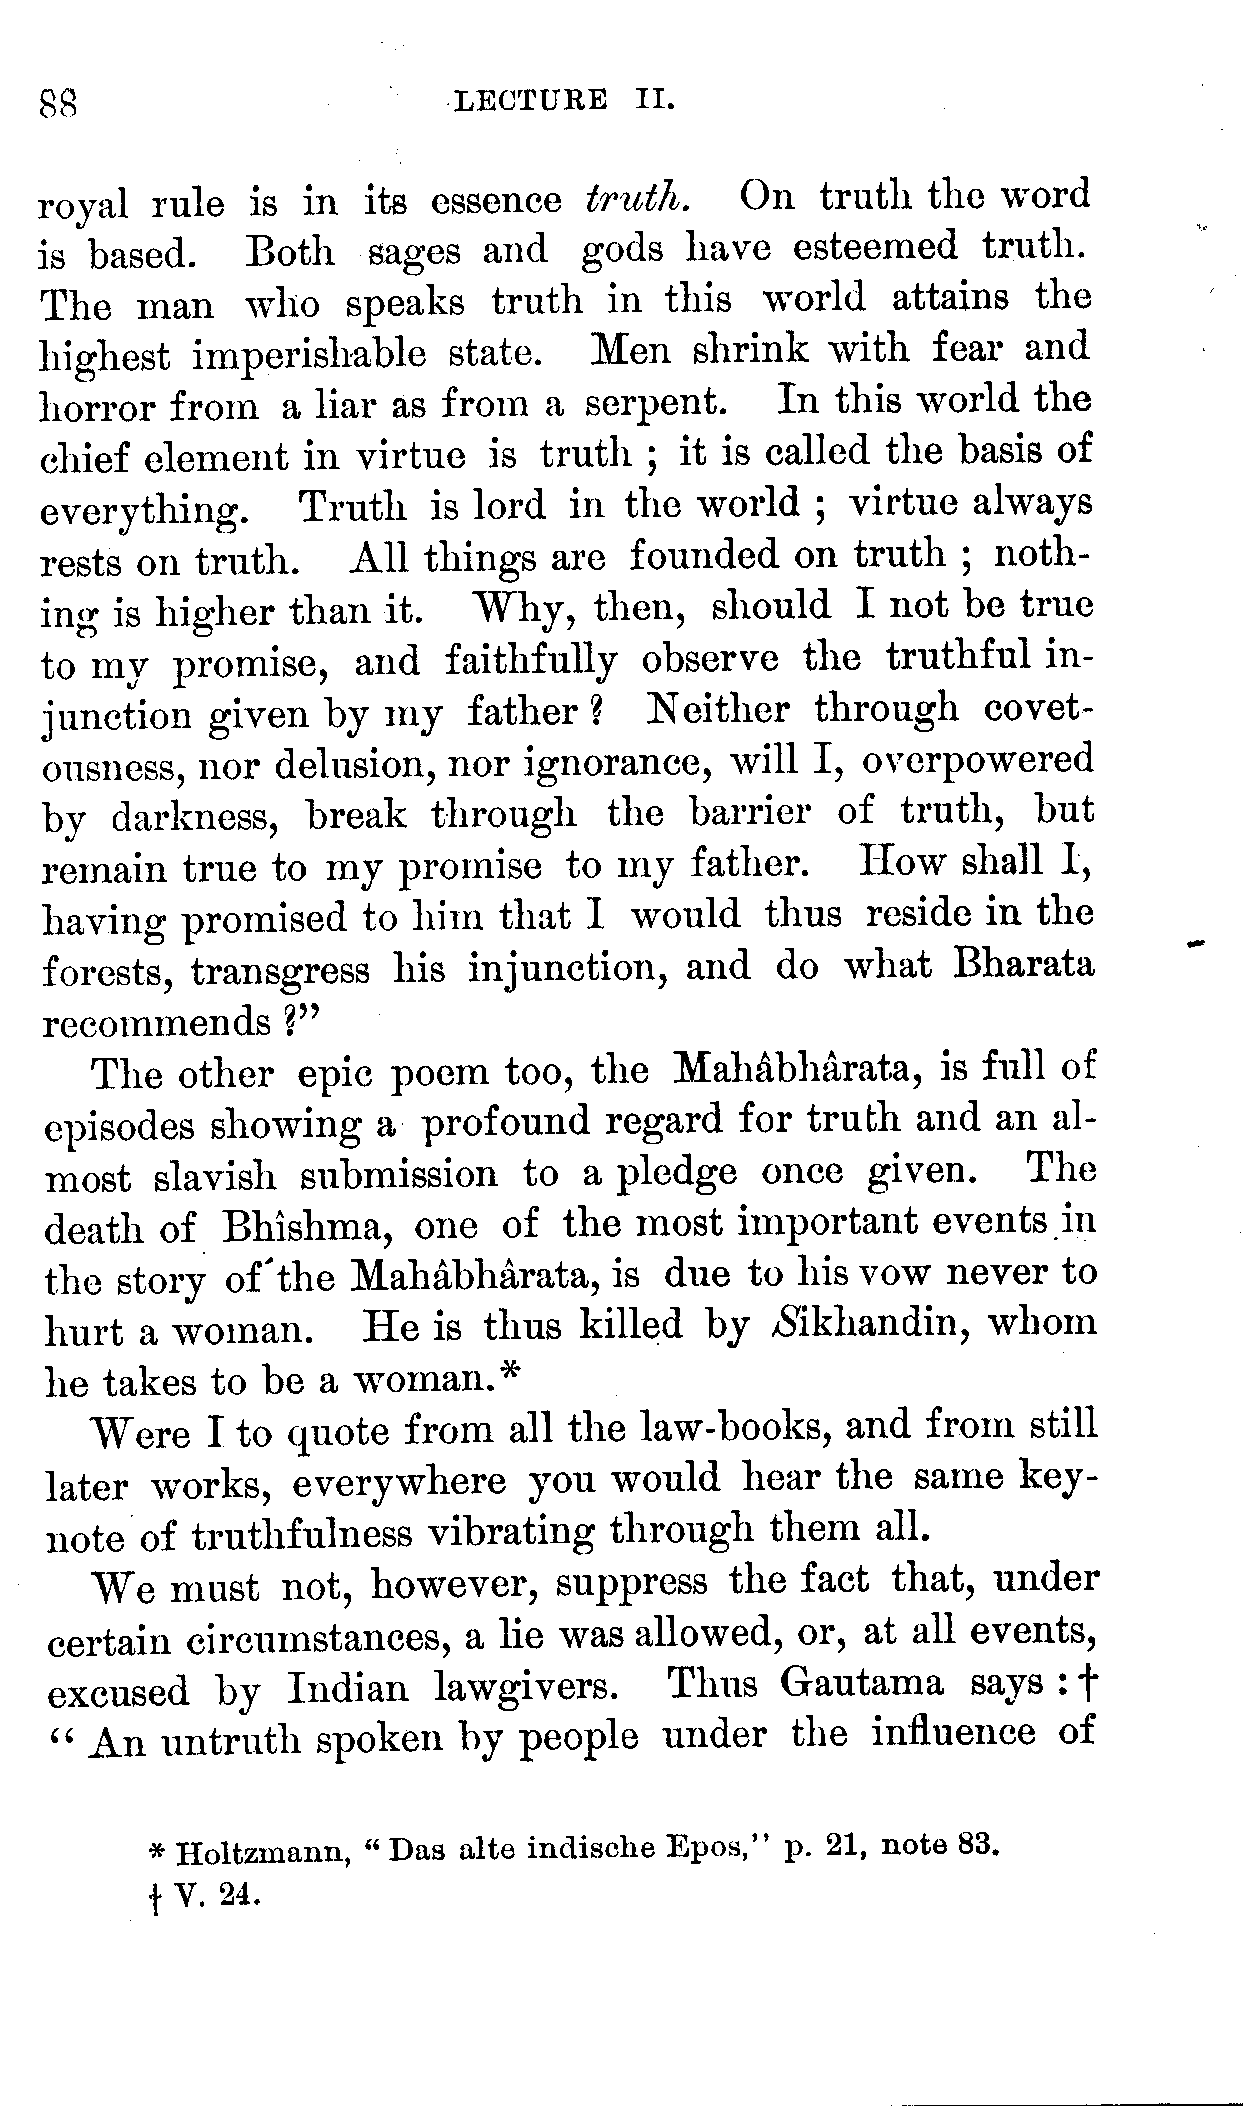 88 LECTURE II.
royal rule is in its essence truth. On truth the word
is based. Both sages and gods have esteemed truth.
The man who speaks truth in this world attains the
highest imperishable state. Men shrink with fear and
horror from a liar as from a serpent. In this world the
chief element in virtue is truth ; it is called the basis of
everything. Truth is lord in the world ; virtue always
rests on truth. All things are founded on truth ; noth-
ing is higher than it. Why, then, should I not be true
to my promise, and faithfully observe the truthful in-
junction given by my father ? Neither through covet-
ousness, nor delusion, nor ignorance, will I, overpowered
by darkness, break through the barrier of truth, but
remain true to my promise to my father. How shall I,
having promised to him that I would thus reside in the
forests, transgress his injunction, and do what Bharata
recommends ?”
The other epic poem too, the Mahâbhârata, is full of
episodes showing a profound regard for truth and an al-
most slavish submission to a pledge once given. The
death of Bhîshma, one of the most important events in
the story of the Mahâbhârata, is due to his vow never to
hurt a woman. He is thus killed by Sikhandin, whom
he takes to be a woman.*
Were I to quote from all the law-books, and from still
later works, everywhere you would hear the same key-
note of truthfulness vibrating through them all.
We must not, however, suppress the fact that, under
certain circumstances, a lie was allowed, or, at all events,
excused by Indian lawgivers. Thus Gautama says : †
“ An untruth spoken by people under the influence of
* Holtzmann, “ Das alte indische Epos,” p. 21, note 83.
† V. 24.